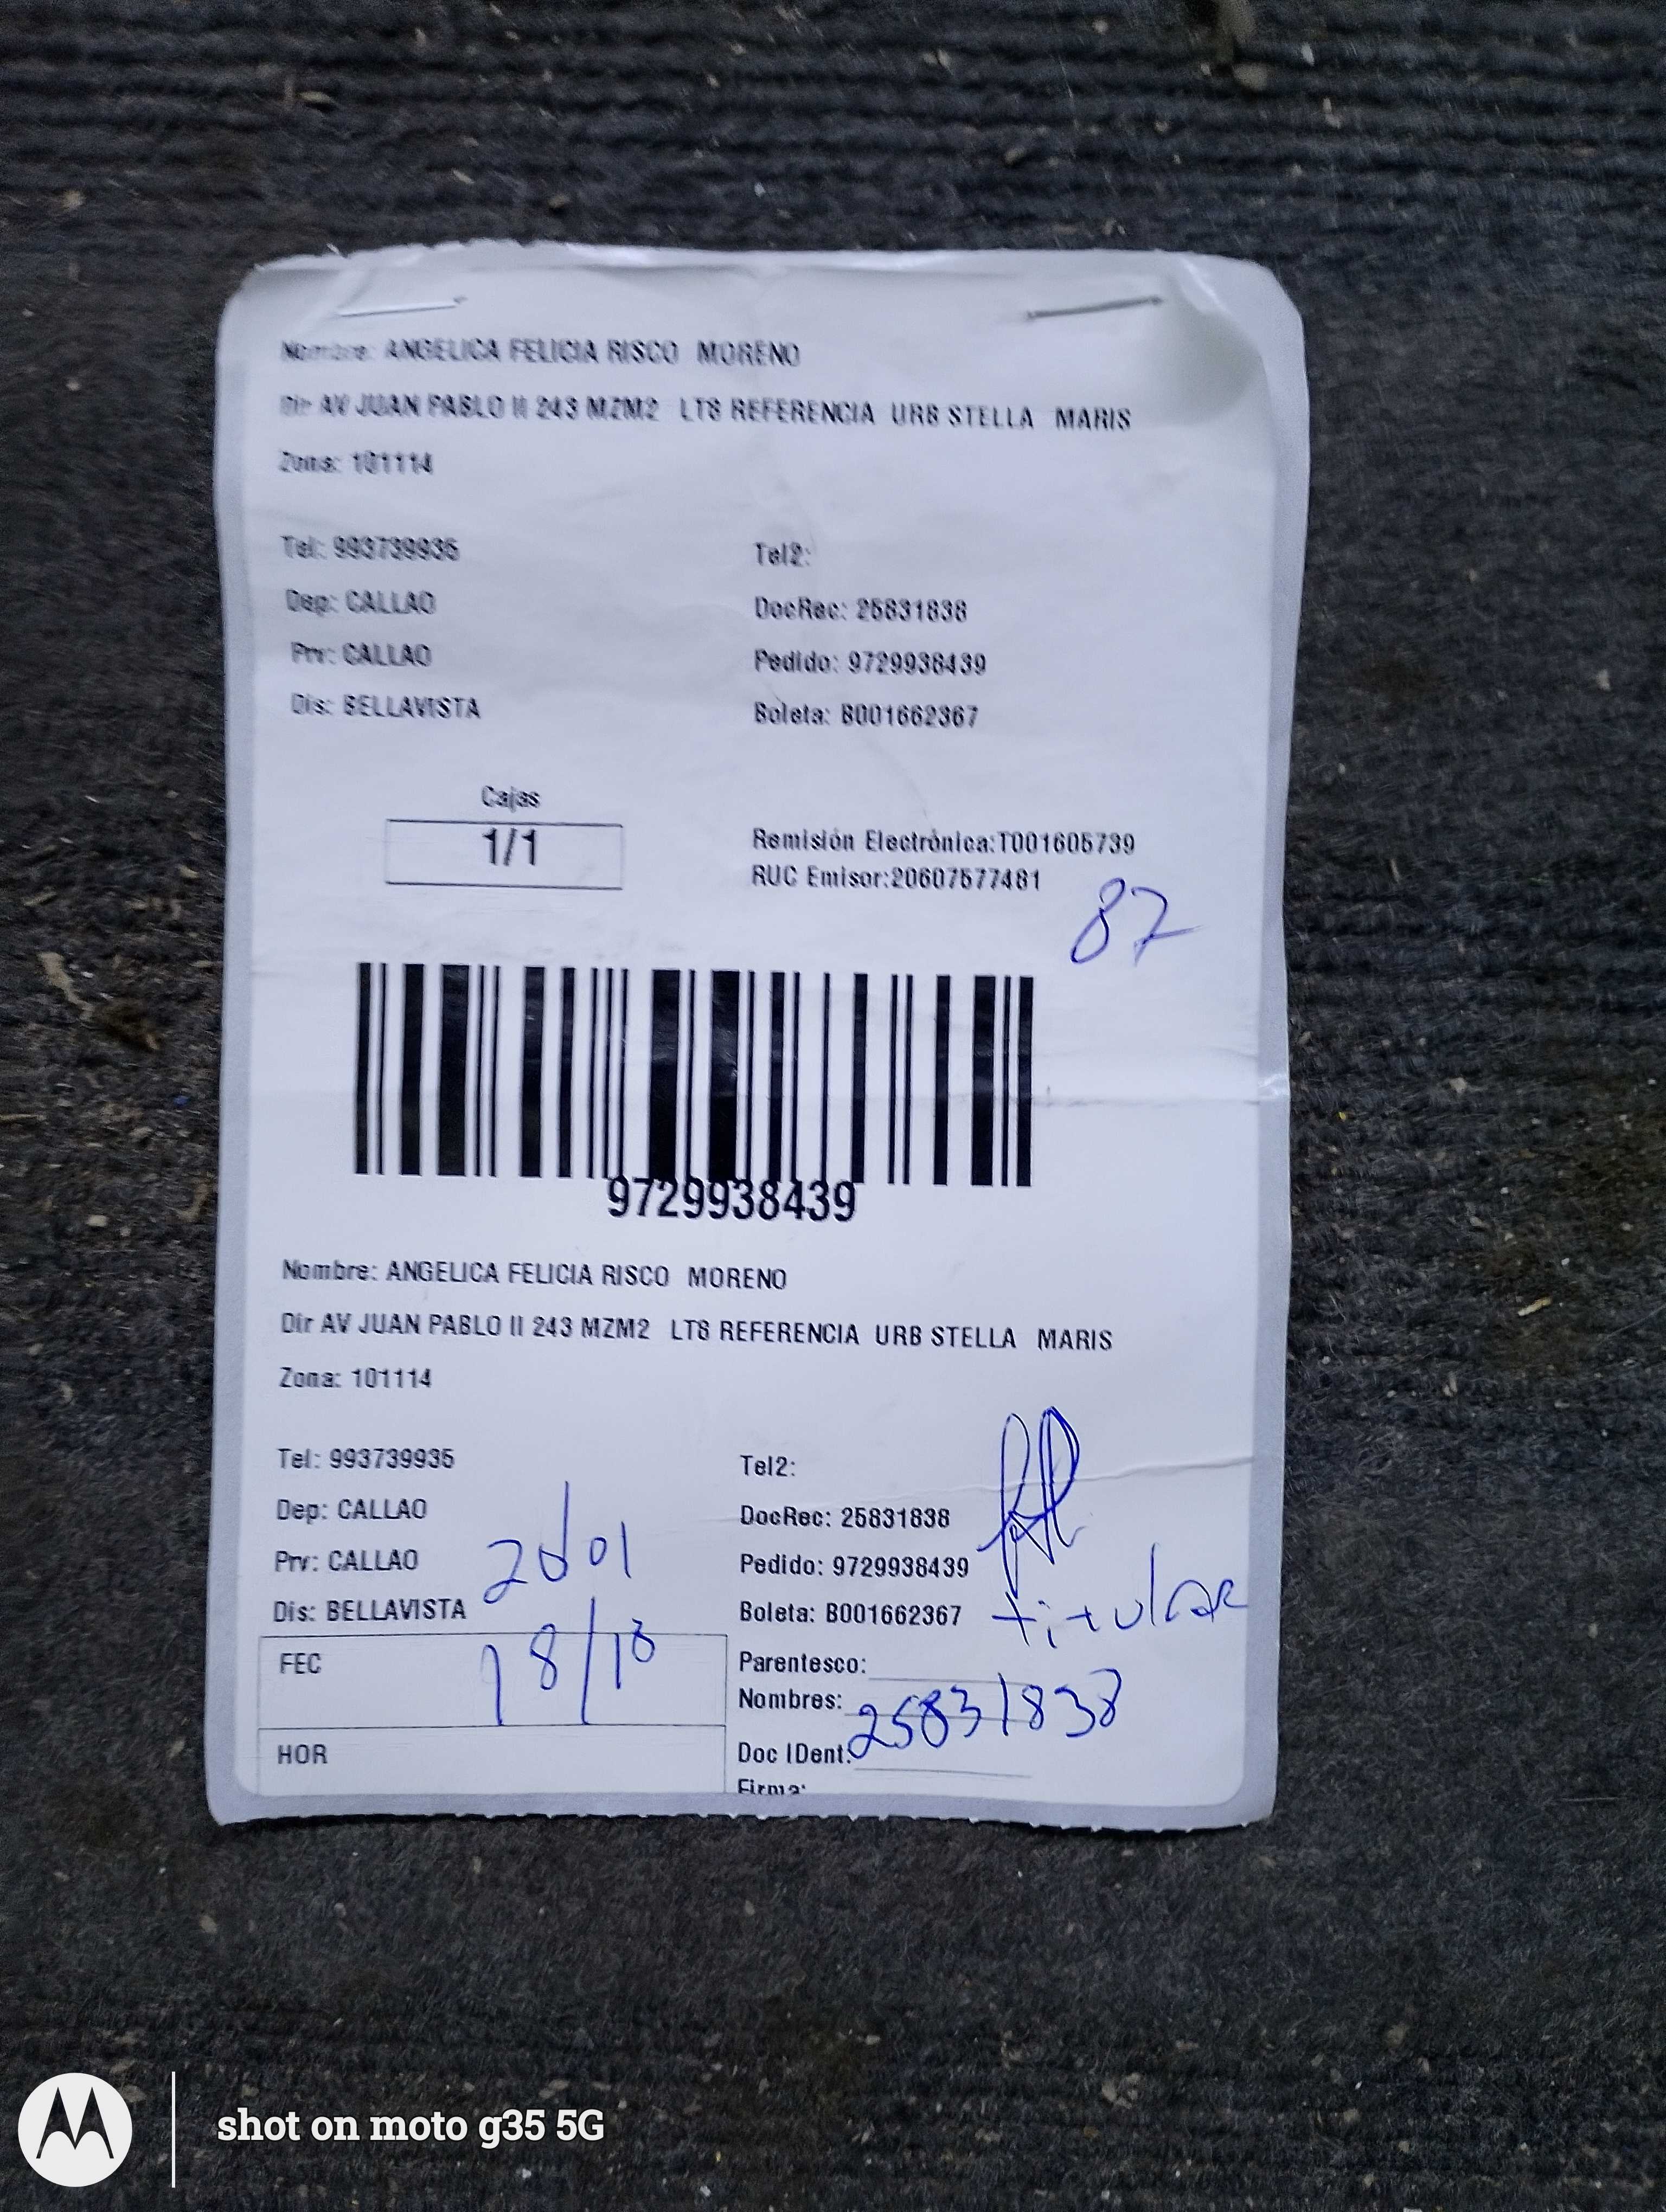 Nombre: ANGELICA FELICIA RISCO MORENO
Dir AV JUAN PABLO II 243 MZM2 LT8 REFERENCIA URB STELLA MARIS
Zona: 101114
Tel: 993739935 Tel2:
Dep: CALLAO DocRec: 25831838
Prv: CALLAO Pedido: 9729938439
Dis: BELLAVISTA Boleta: B001662367
Cajas
1/1
Remisión Electrónica:T001605739
RUC Emisor:20607577481
87
9729938439
Nombre: ANGELICA FELICIA RISCO MORENO
Dir AV JUAN PABLO II 243 MZM2 LT8 REFERENCIA URB STELLA MARIS
Zona: 101114
Tel: 993739935 Tel2:
Dep: CALLAO DocRec: 25831838
Prv: CALLAO Pedido: 9729938439
Dis: BELLAVISTA Boleta: B001662367 titular
FEC 18/10 Parentesco:
Nombres:
25831838
HOR Doc IDent:
Firma:
shot on moto g35 5G